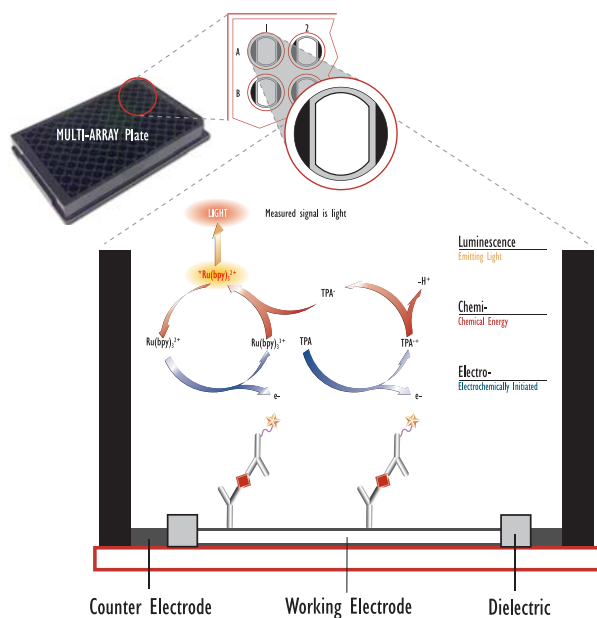 1 2
A
B
MULTI-ARRAY Plate
LIGHT
Measured signal is light
Luminescence
Emitting Light
*Ru(bpy)₃²⁺
TPA·
–H⁺
Chemi-
Chemical Energy
Ru(bpy)₃²⁺ Ru(bpy)₃³⁺ TPA TPA·⁺
Electro-
Electrochemically Initiated
e– e–
Counter Electrode Working Electrode Dielectric